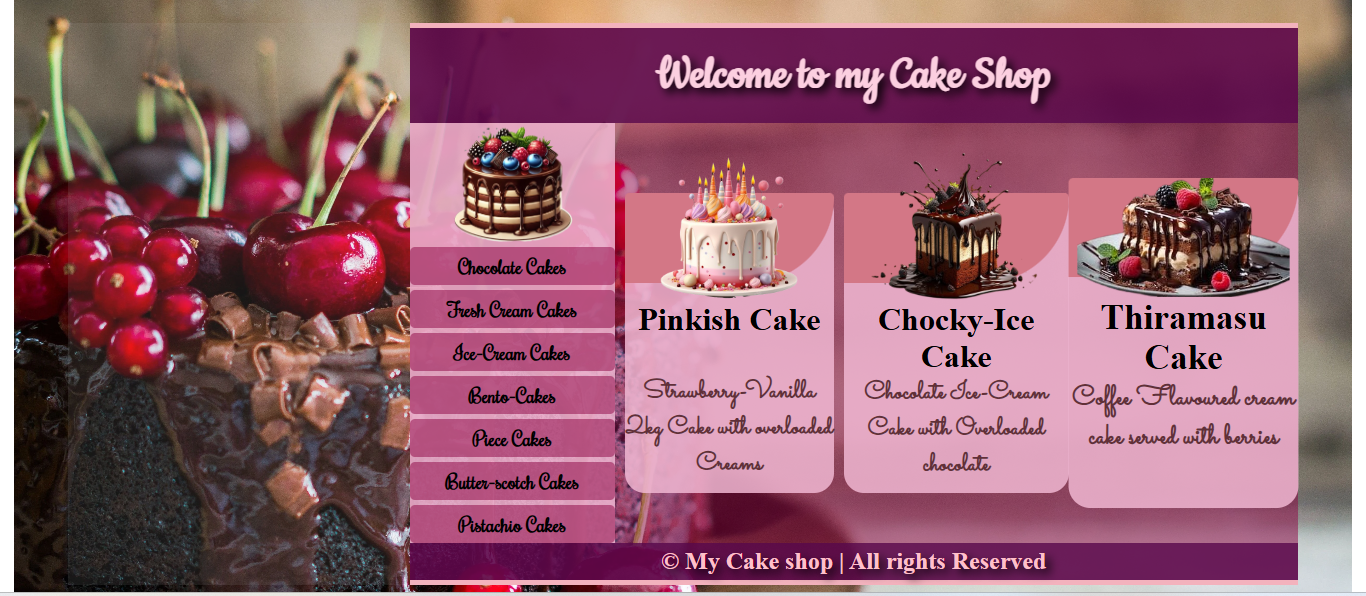 Welcome to my Cake Shop
Chocolate Cakes
Fresh Cream Cakes
Ice-Cream Cakes
Bento-Cakes
Piece Cakes
Butter-scotch Cakes
Pistachio Cakes
Pinkish Cake
Strawberry-Vanilla
2kg Cake with overloaded
Creams
Chocky-Ice
Cake
Chocolate Ice-Cream
Cake with Overloaded
chocolate
Thiramasu
Cake
Coffee Flavoured cream
cake served with berries
© My Cake shop | All rights Reserved